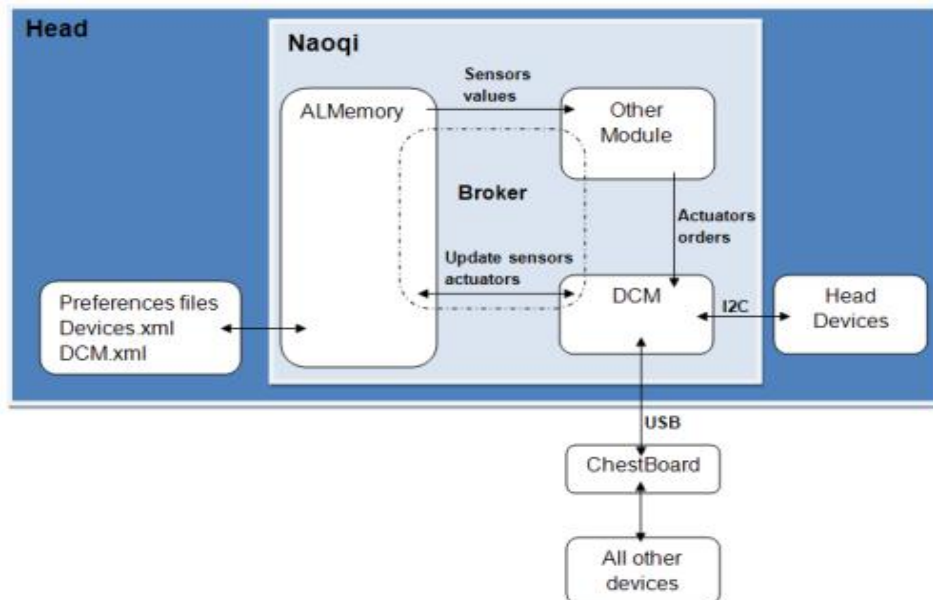 Head
Naoqi
Sensors
values
ALMemory
Other
Module
Broker
Actuators
orders
Update sensors
actuators
Preferences files
Devices.xml
DCM.xml
DCM
I2C
Head
Devices
USB
ChestBoard
All other
devices